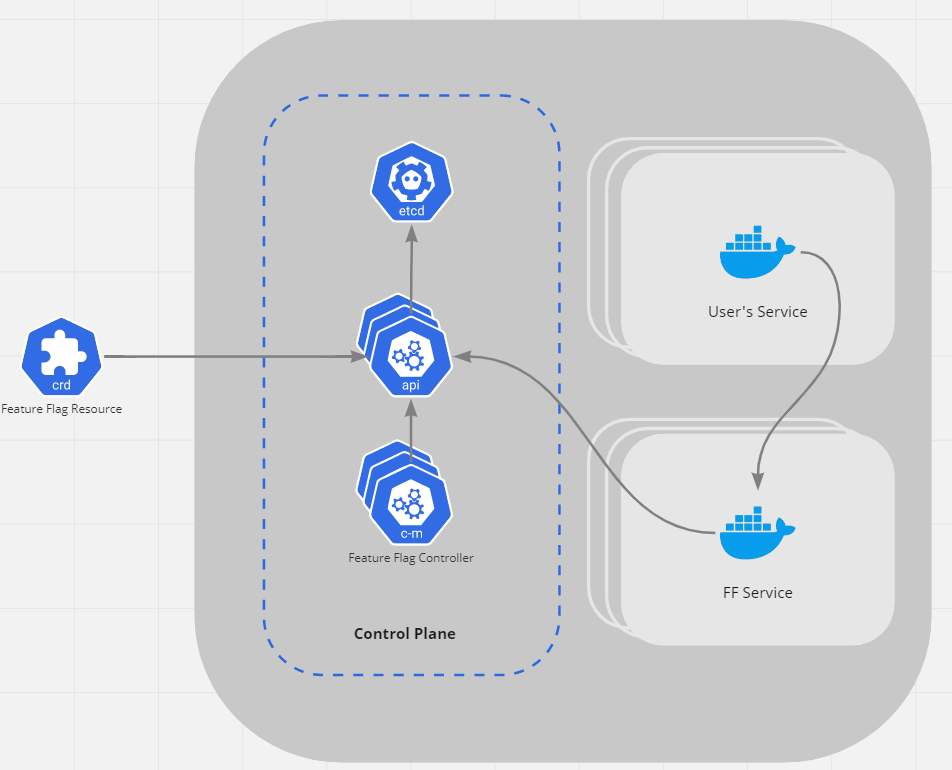 etcd
User's Service
api
crd
Feature Flag Resource
c-m
Feature Flag Controller
FF Service
Control Plane